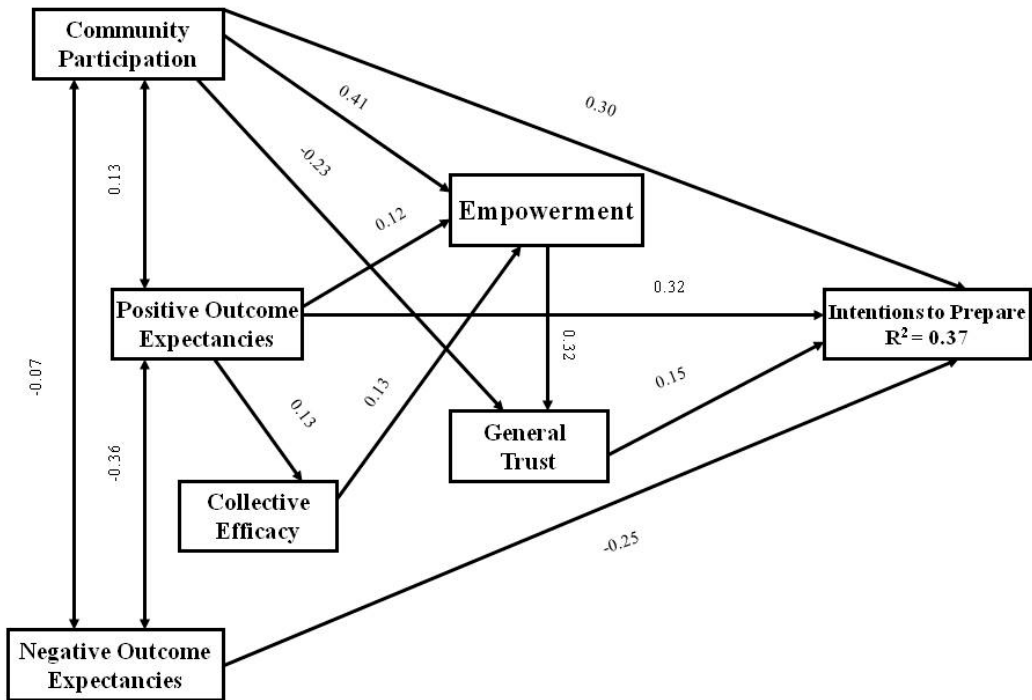 Community
Participation
0.30
0.41
-0.23
0.13
Empowerment
0.12
Positive Outcome
Expectancies
0.32
Intentions to Prepare
R² = 0.37
0.32
-0.07
0.13
0.13
0.15
General
Trust
-0.36
Collective
Efficacy
-0.25
Negative Outcome
Expectancies